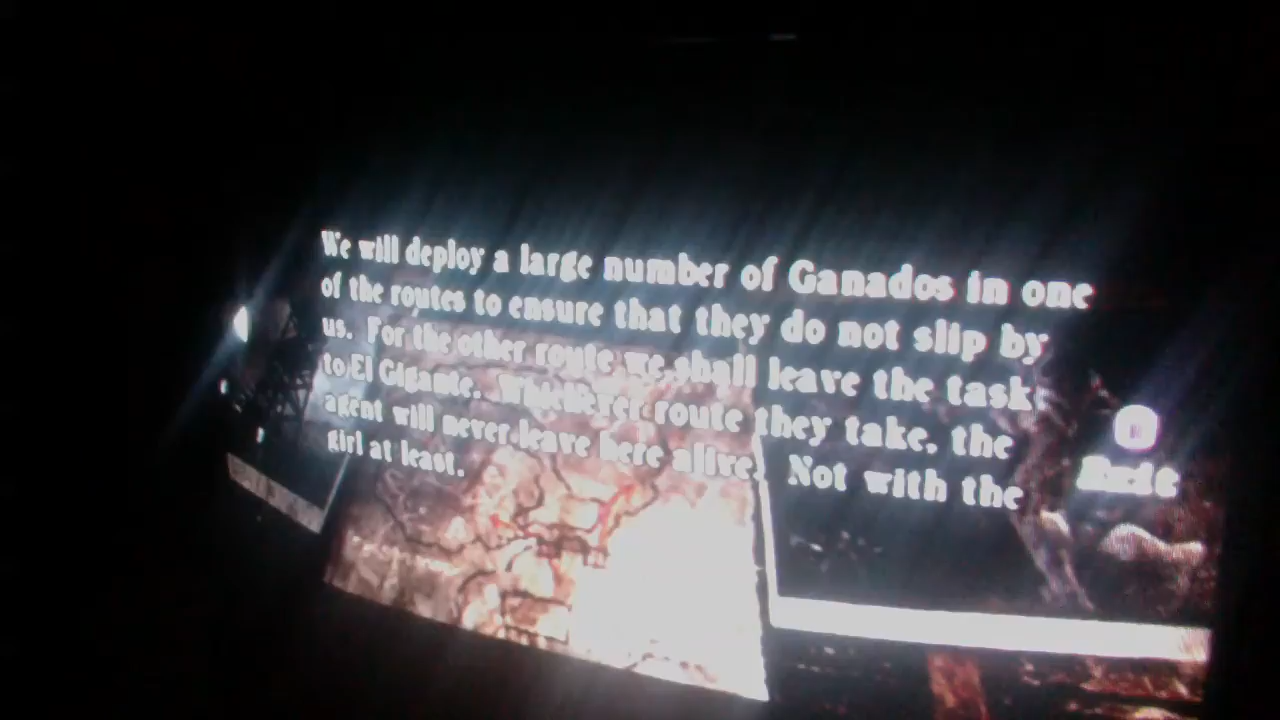 We will deploy a large number of Ganados in one
of the routes to ensure that they do not slip by
us. For the other route we shall leave the task
to El Gigante. Whichever route they take, the
agent will never leave here alive. Not with the
girl at least.